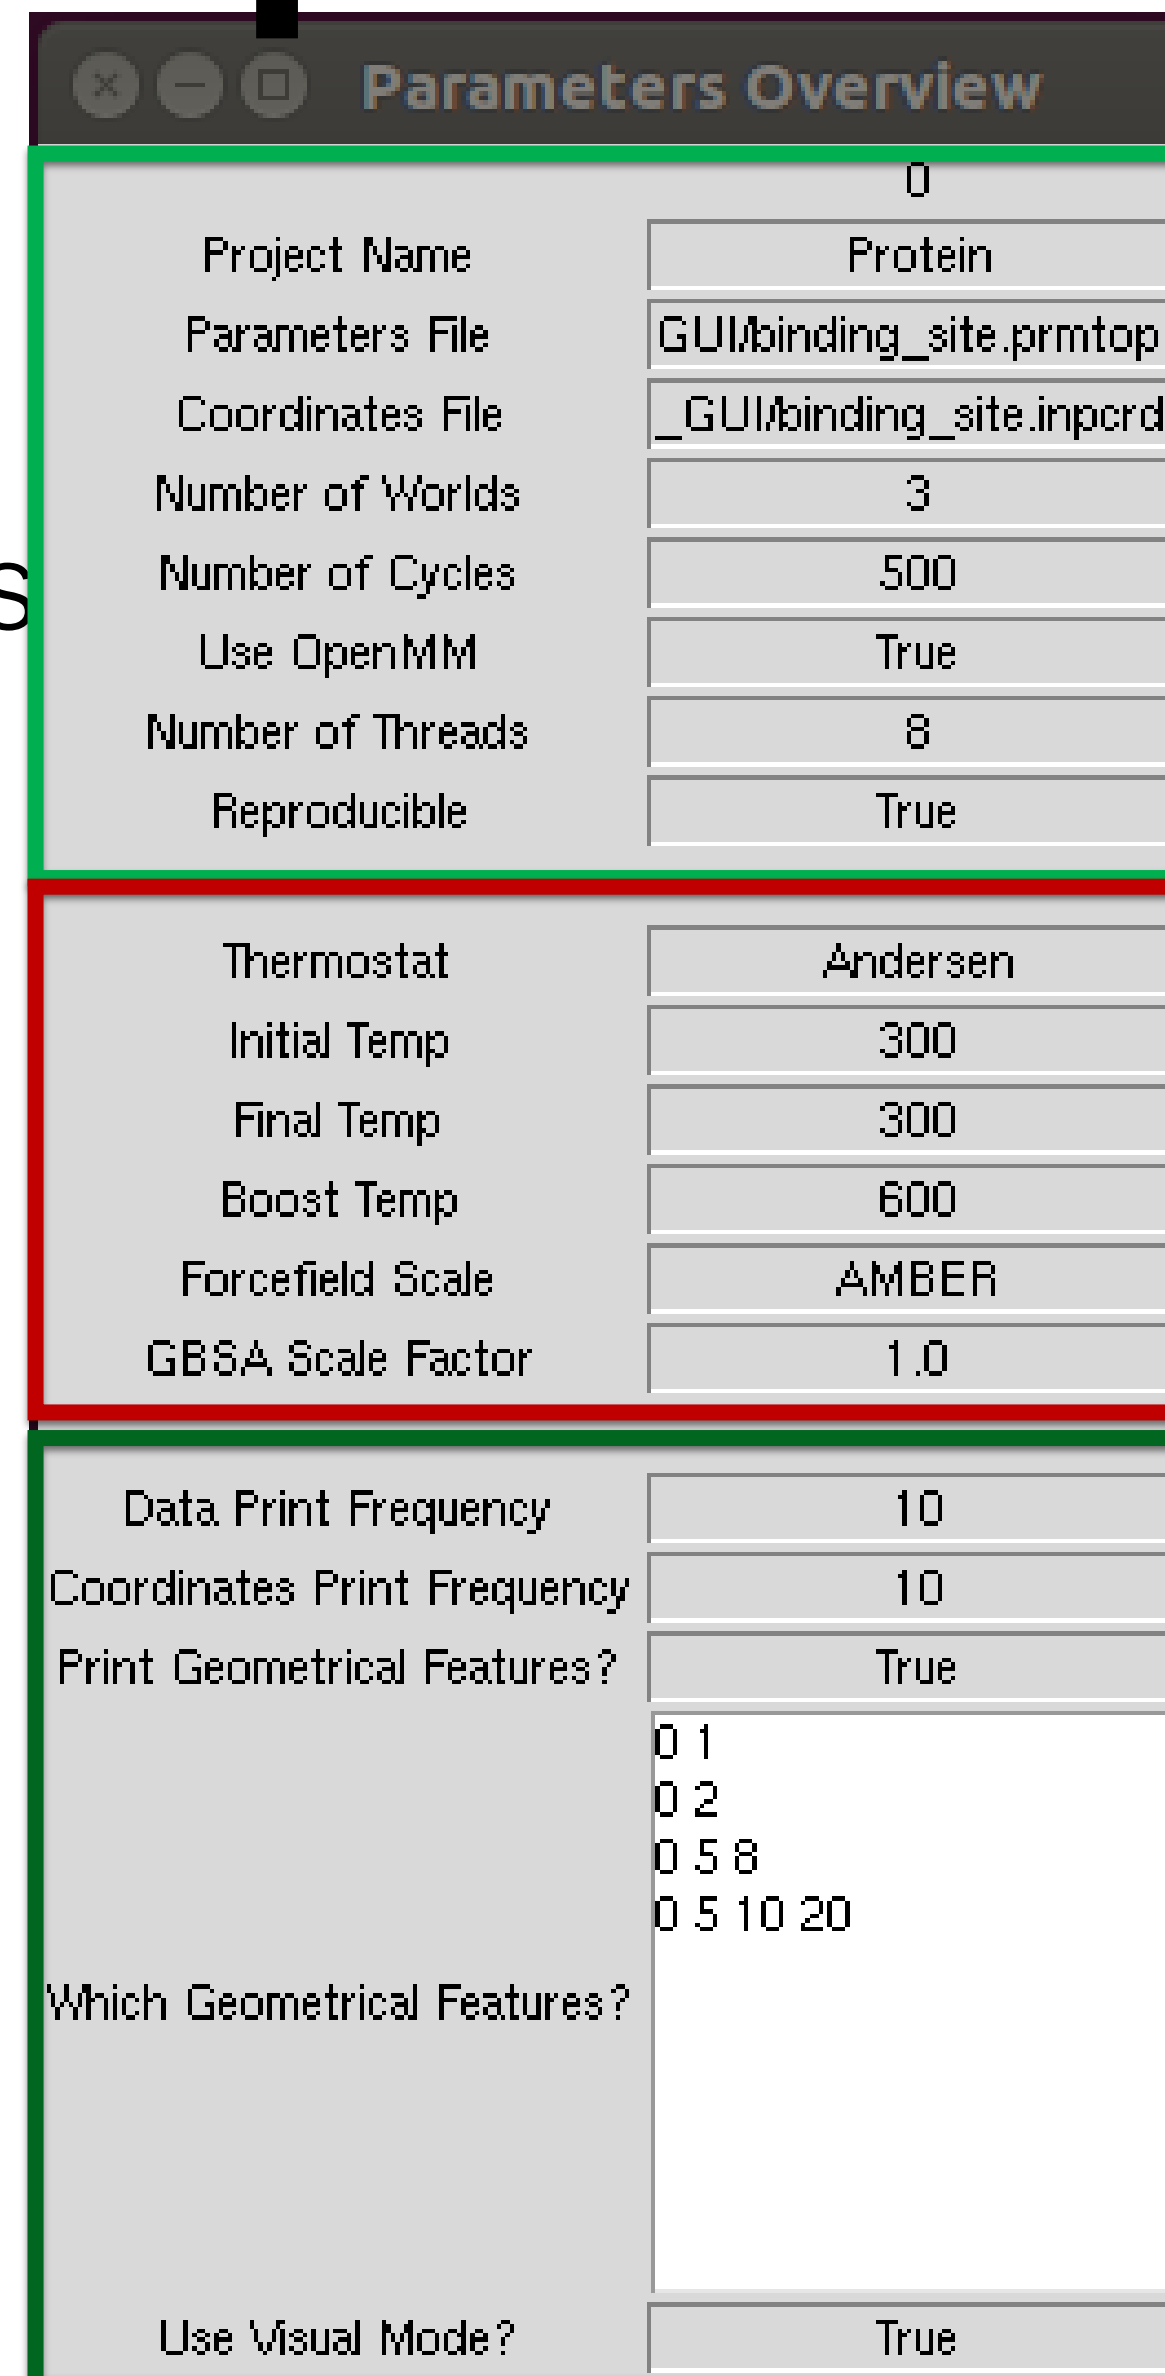 Parameters Overview
0
Project Name Protein
Parameters File GUI/binding_site.prmtop
Coordinates File _GUI/binding_site.inpcrd
Number of Worlds 3
s
Number of Cycles 500
Use OpenMM True
Number of Threads 8
Reproducible True
Thermostat Andersen
Initial Temp 300
Final Temp 300
Boost Temp 600
Forcefield Scale AMBER
GBSA Scale Factor 1.0
Data Print Frequency 10
Coordinates Print Frequency 10
Print Geometrical Features? True
0 1
0 2
0 5 8
0 5 10 20
Which Geometrical Features?
Use Visual Mode? True